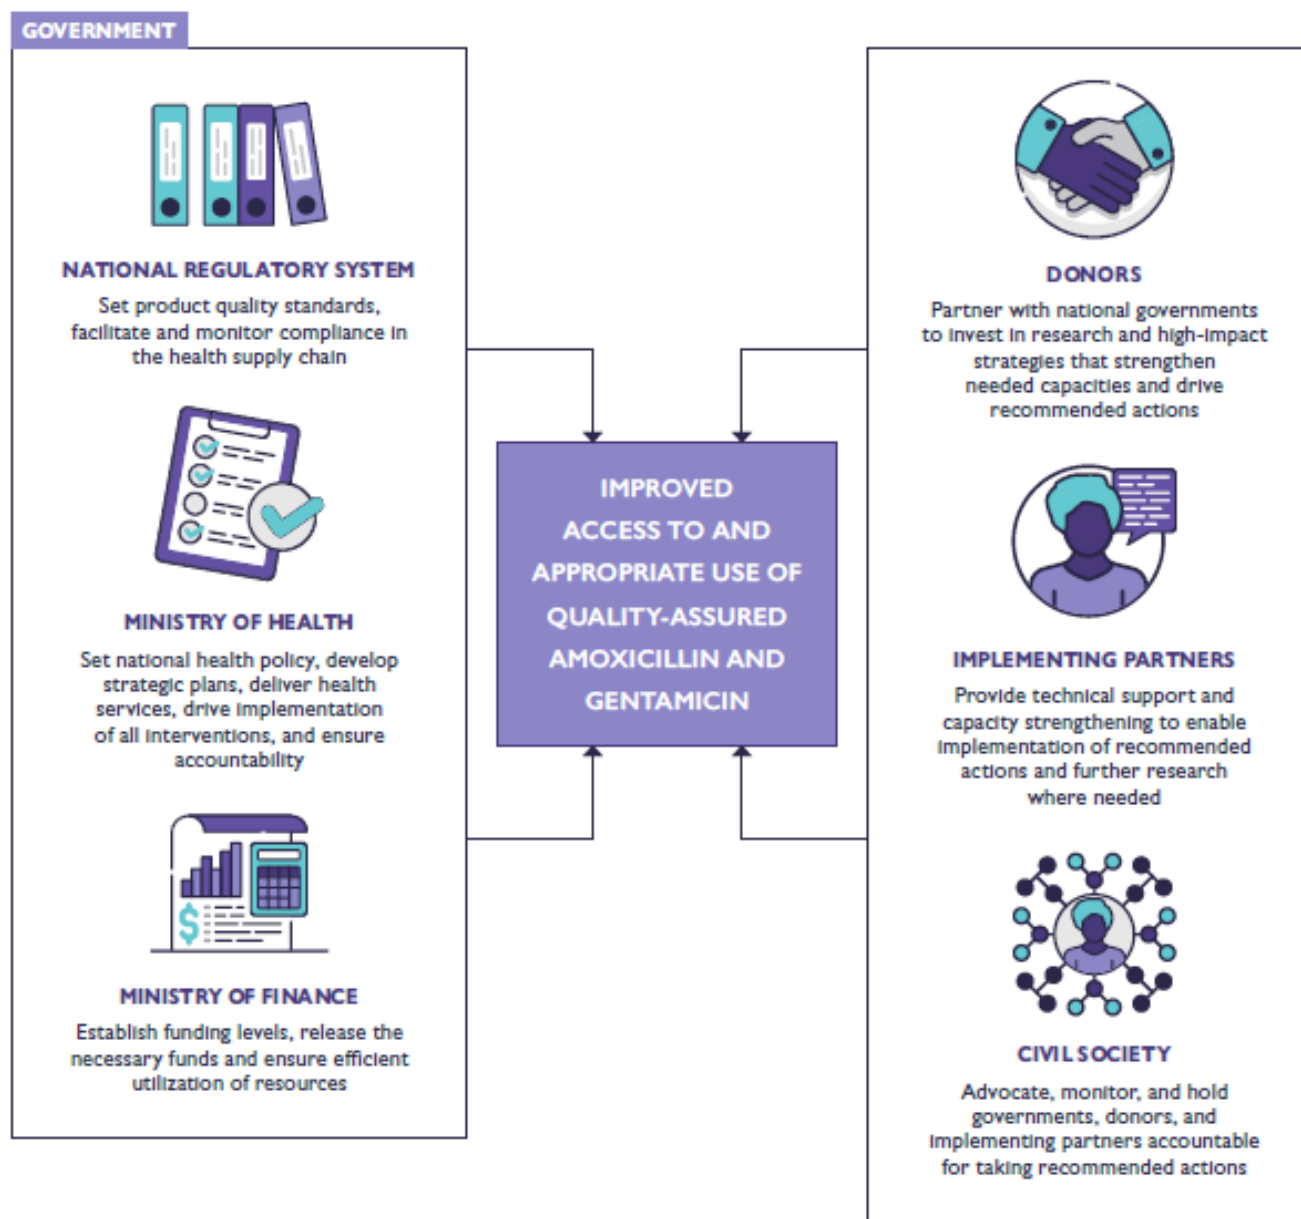 GOVERNMENT
NATIONAL REGULATORY SYSTEM
Set product quality standards,
facilitate and monitor compliance in
the health supply chain
MINISTRY OF HEALTH
Set national health policy, develop
strategic plans, deliver health
services, drive implementation
of all interventions, and ensure
accountability
MINISTRY OF FINANCE
Establish funding levels, release the
necessary funds and ensure efficient
utilization of resources
IMPROVED
ACCESS TO AND
APPROPRIATE USE OF
QUALITY-ASSURED
AMOXICILLIN AND
GENTAMICIN
DONORS
Partner with national governments
to invest in research and high-impact
strategies that strengthen
needed capacities and drive
recommended actions
IMPLEMENTING PARTNERS
Provide technical support and
capacity strengthening to enable
implementation of recommended
actions and further research
where needed
CIVIL SOCIETY
Advocate, monitor, and hold
governments, donors, and
implementing partners accountable
for taking recommended actions